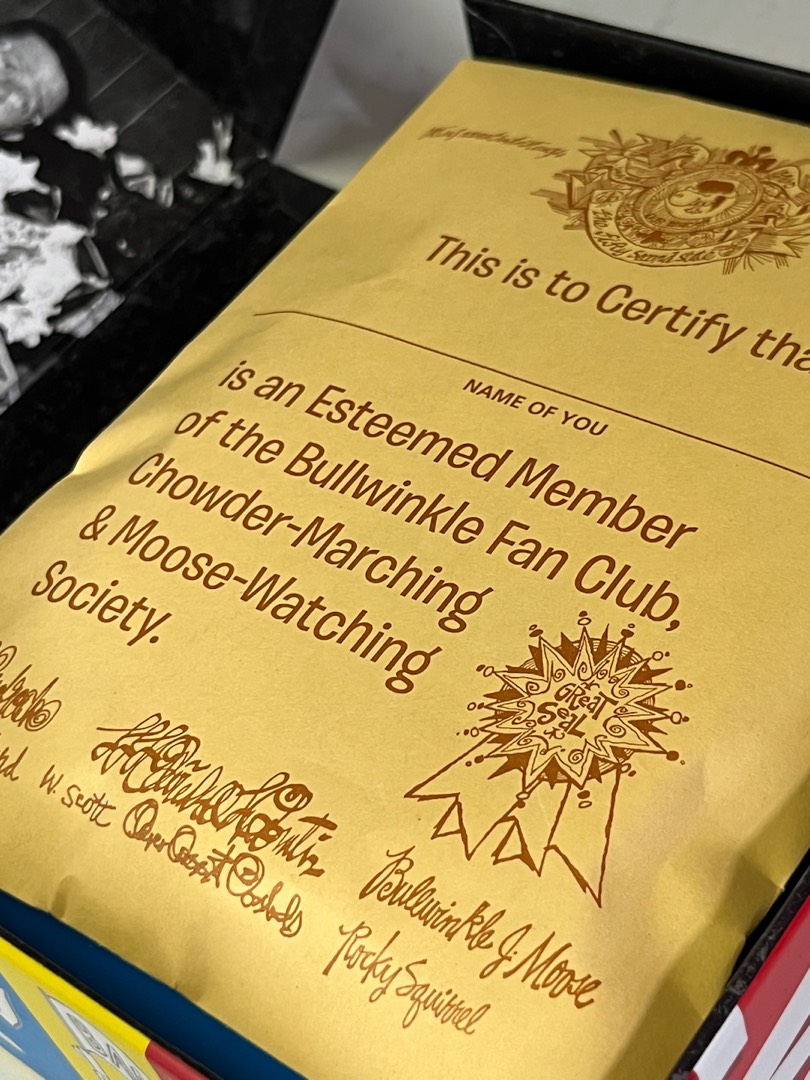 This is to Certify tha
NAME OF YOU
is an Esteemed Member
of the Bullwinkle Fan Club,
Chowder-Marching
& Moose-Watching
Society.
GReaT
SeaL
W. Scott
Bullwinkle J. Moose
Rocky Squirrel